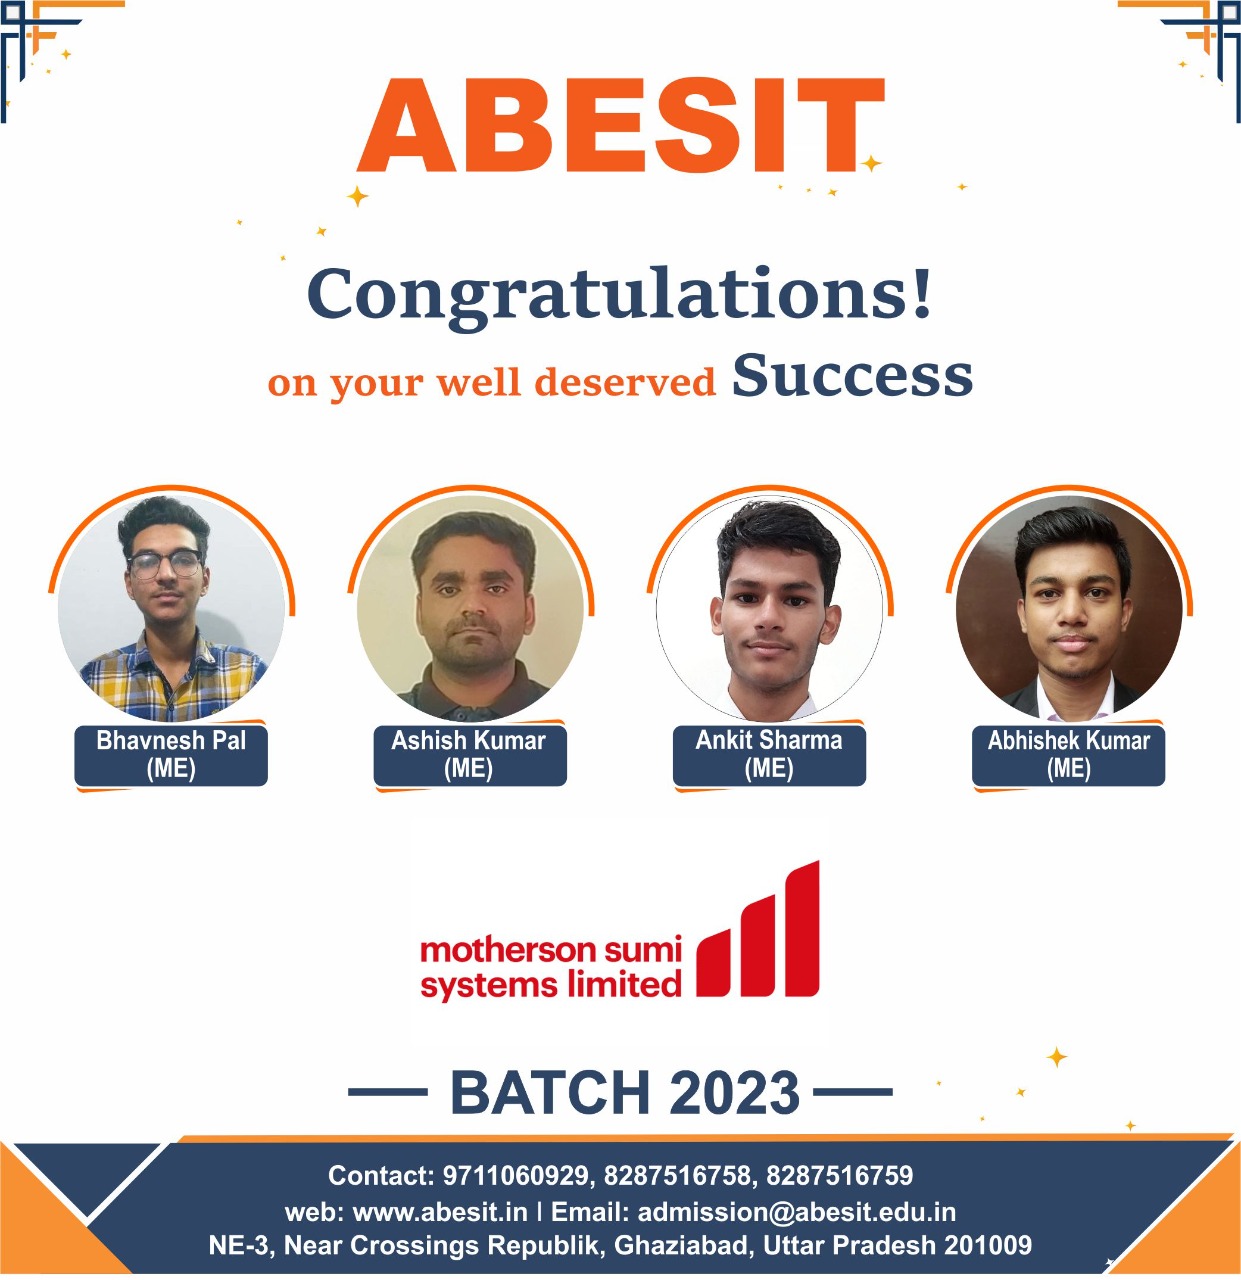 ABESIT
Congratulations!
on your well deserved Success
Bhavnesh Pal
(ME)
Ashish Kumar
(ME)
Ankit Sharma
(ME)
Abhishek Kumar
(ME)
motherson sumi
systems limited
BATCH 2023
Contact: 9711060929, 8287516758, 8287516759
web: www.abesit.in | Email: admission@abesit.edu.in
NE-3, Near Crossings Republik, Ghaziabad, Uttar Pradesh 201009